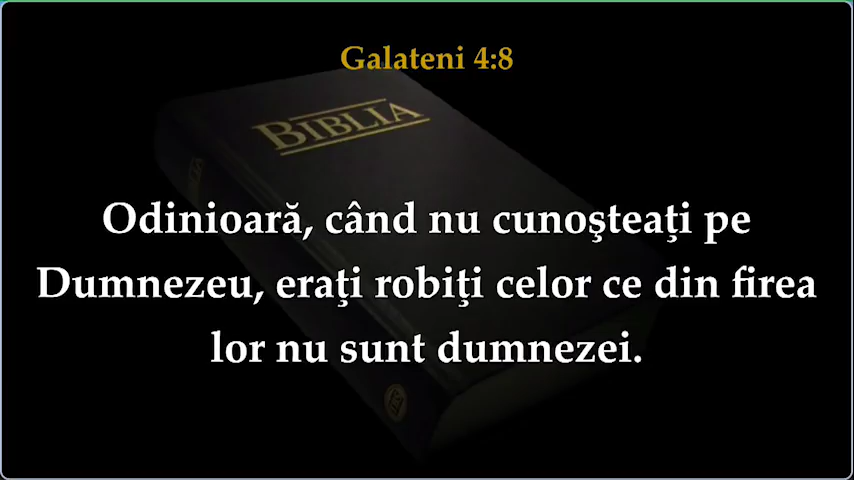 Galateni 4:8
BIBLIA
Odinioară, când nu cunoşteaţi pe
Dumnezeu, eraţi robiţi celor ce din firea
lor nu sunt dumnezei.